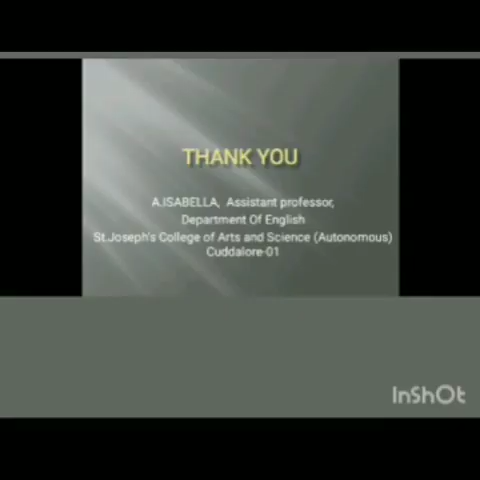 THANK YOU
A.ISABELLA, Assistant professor,
Department Of English
St.Joseph's College of Arts and Science (Autonomous)
Cuddalore-01
InShOt